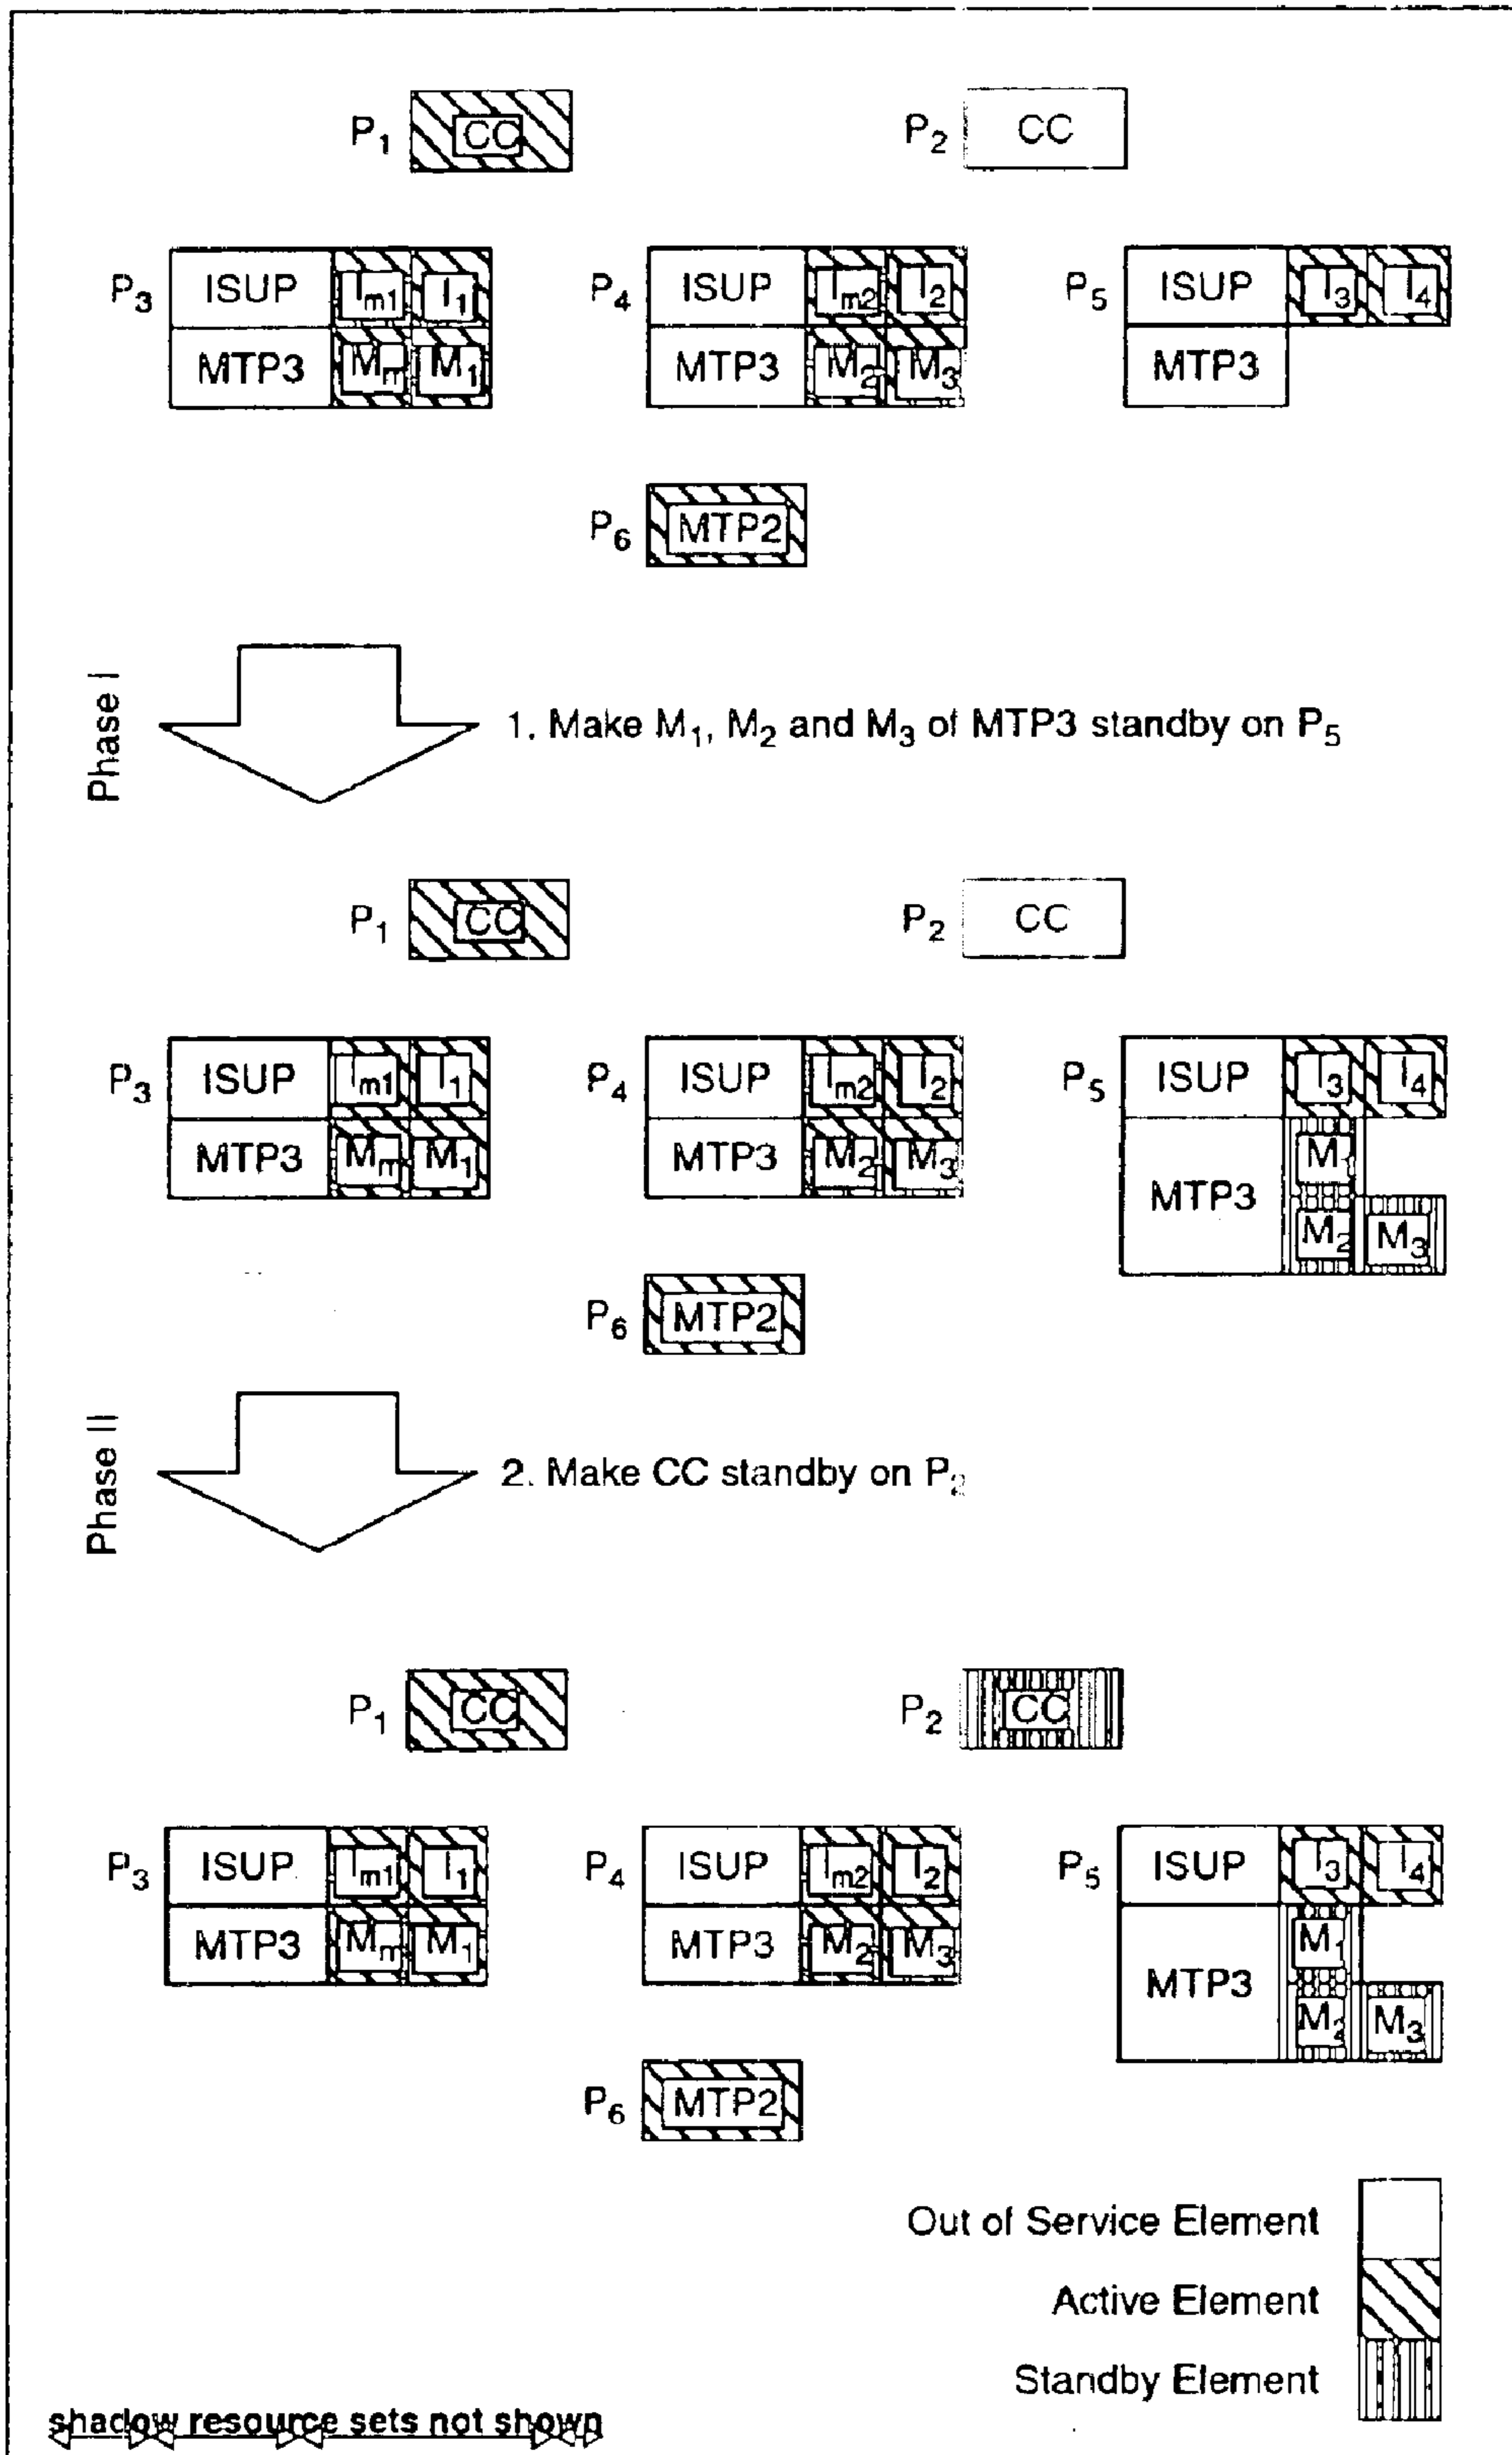 P1 CC P2 CC
P3 ISUP Im1 I1 P4 ISUP Im2 I2 P5 ISUP I3 I4
MTP3 Mm M1 MTP3 M2 M3 MTP3
P6 MTP2
Phase I
1. Make M1, M2 and M3 of MTP3 standby on P5
P1 CC P2 CC
P3 ISUP Im1 I1 P4 ISUP Im2 I2 P5 ISUP I3 I4
MTP3 Mm M1 MTP3 M2 M3 MTP3 M1
M2 M3
P6 MTP2
Phase II
2. Make CC standby on P2
P1 CC P2 CC
P3 ISUP Im1 I1 P4 ISUP Im2 I2 P5 ISUP I3 I4
MTP3 Mm M1 MTP3 M2 M3 MTP3 M1
M2 M3
P6 MTP2
Out of Service Element
Active Element
Standby Element
shadow resource sets not shown